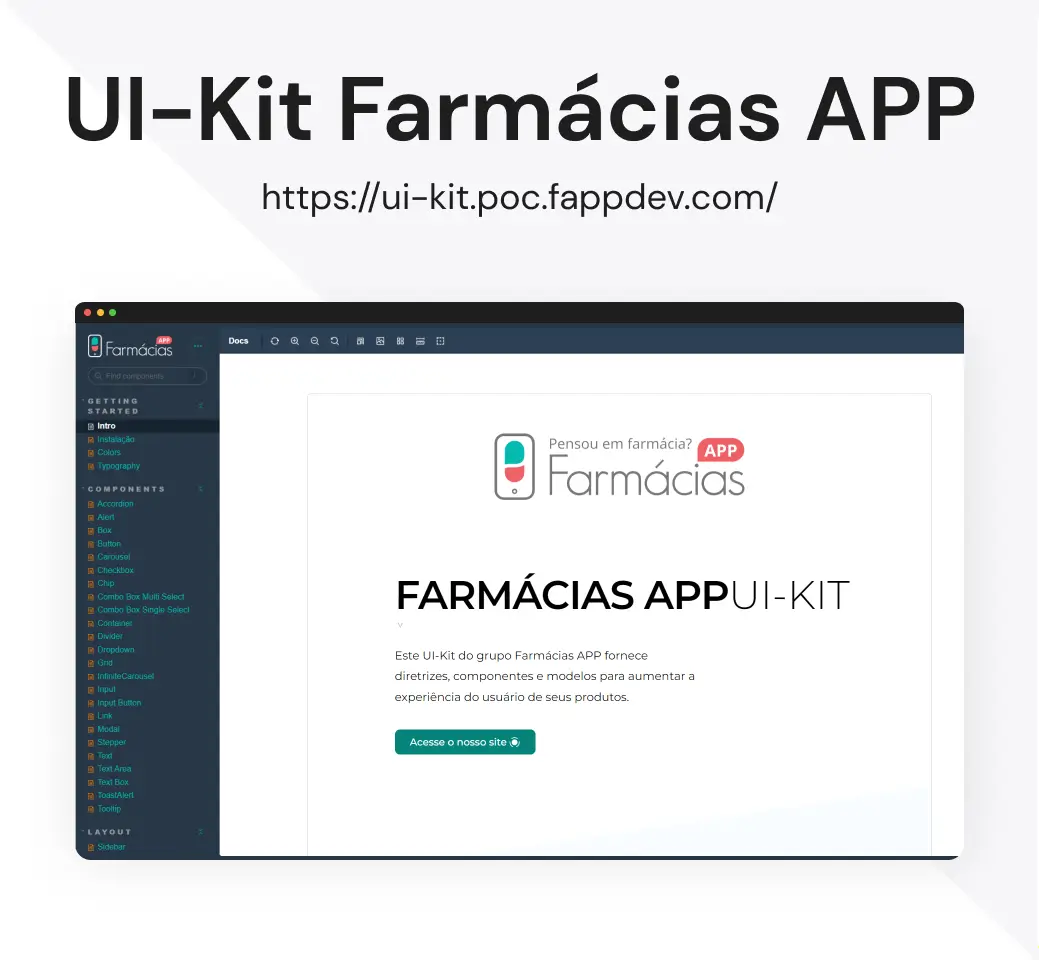 UI-Kit Farmácias APP
https://ui-kit.poc.fappdev.com/
APP
Farmácias
Find components
/
GETTING
STARTED
Intro
Instalação
Colors
Typography
COMPONENTS
Accordion
Alert
Box
Button
Carousel
Checkbox
Chip
Combo Box Multi Select
Combo Box Single Select
Container
Divider
Dropdown
Grid
InfiniteCarousel
Input
Input Button
Link
Modal
Stepper
Text
Text Area
Text Box
ToastAlert
Tooltip
LAYOUT
Sidebar
Docs
Pensou em farmácia?
APP
Farmácias
FARMÁCIAS APPUI-KIT
Este UI-Kit do grupo Farmácias APP fornece
diretrizes, componentes e modelos para aumentar a
experiência do usuário de seus produtos.
Acesse o nosso site